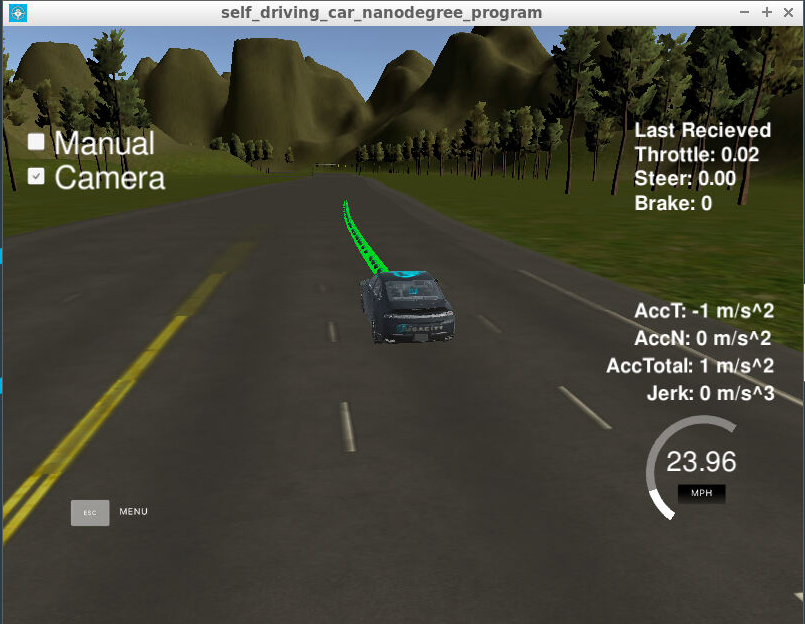 self_driving_car_nanodegree_program
Manual
Camera
Last Recieved
Throttle: 0.02
Steer: 0.00
Brake: 0
UDACITY
AccT: -1 m/s^2
AccN: 0 m/s^2
AccTotal: 1 m/s^2
Jerk: 0 m/s^3
23.96
MPH
ESC MENU